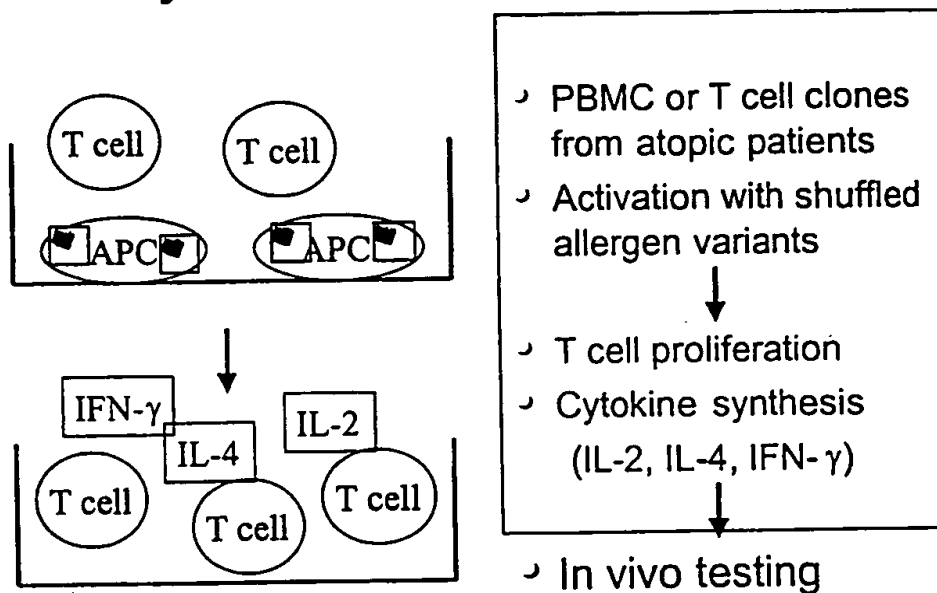 T cell
T cell
APC
APC
IFN-γ
IL-4
IL-2
T cell
T cell
T cell
PBMC or T cell clones
from atopic patients
Activation with shuffled
allergen variants
T cell proliferation
Cytokine synthesis
(IL-2, IL-4, IFN-γ)
In vivo testing